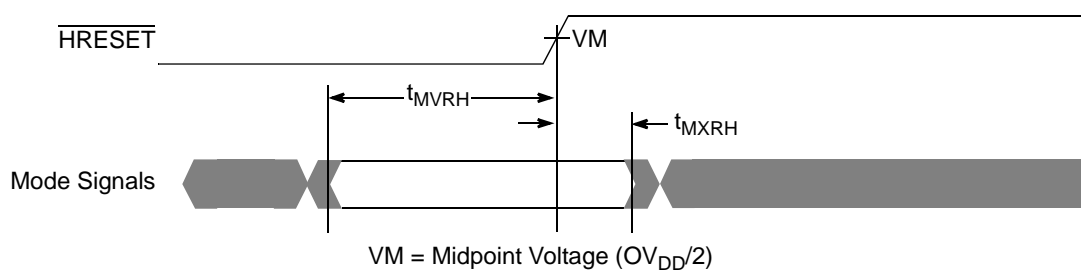 HRESET
VM
tMVRH
tMXRH
Mode Signals
VM = Midpoint Voltage (OVDD/2)